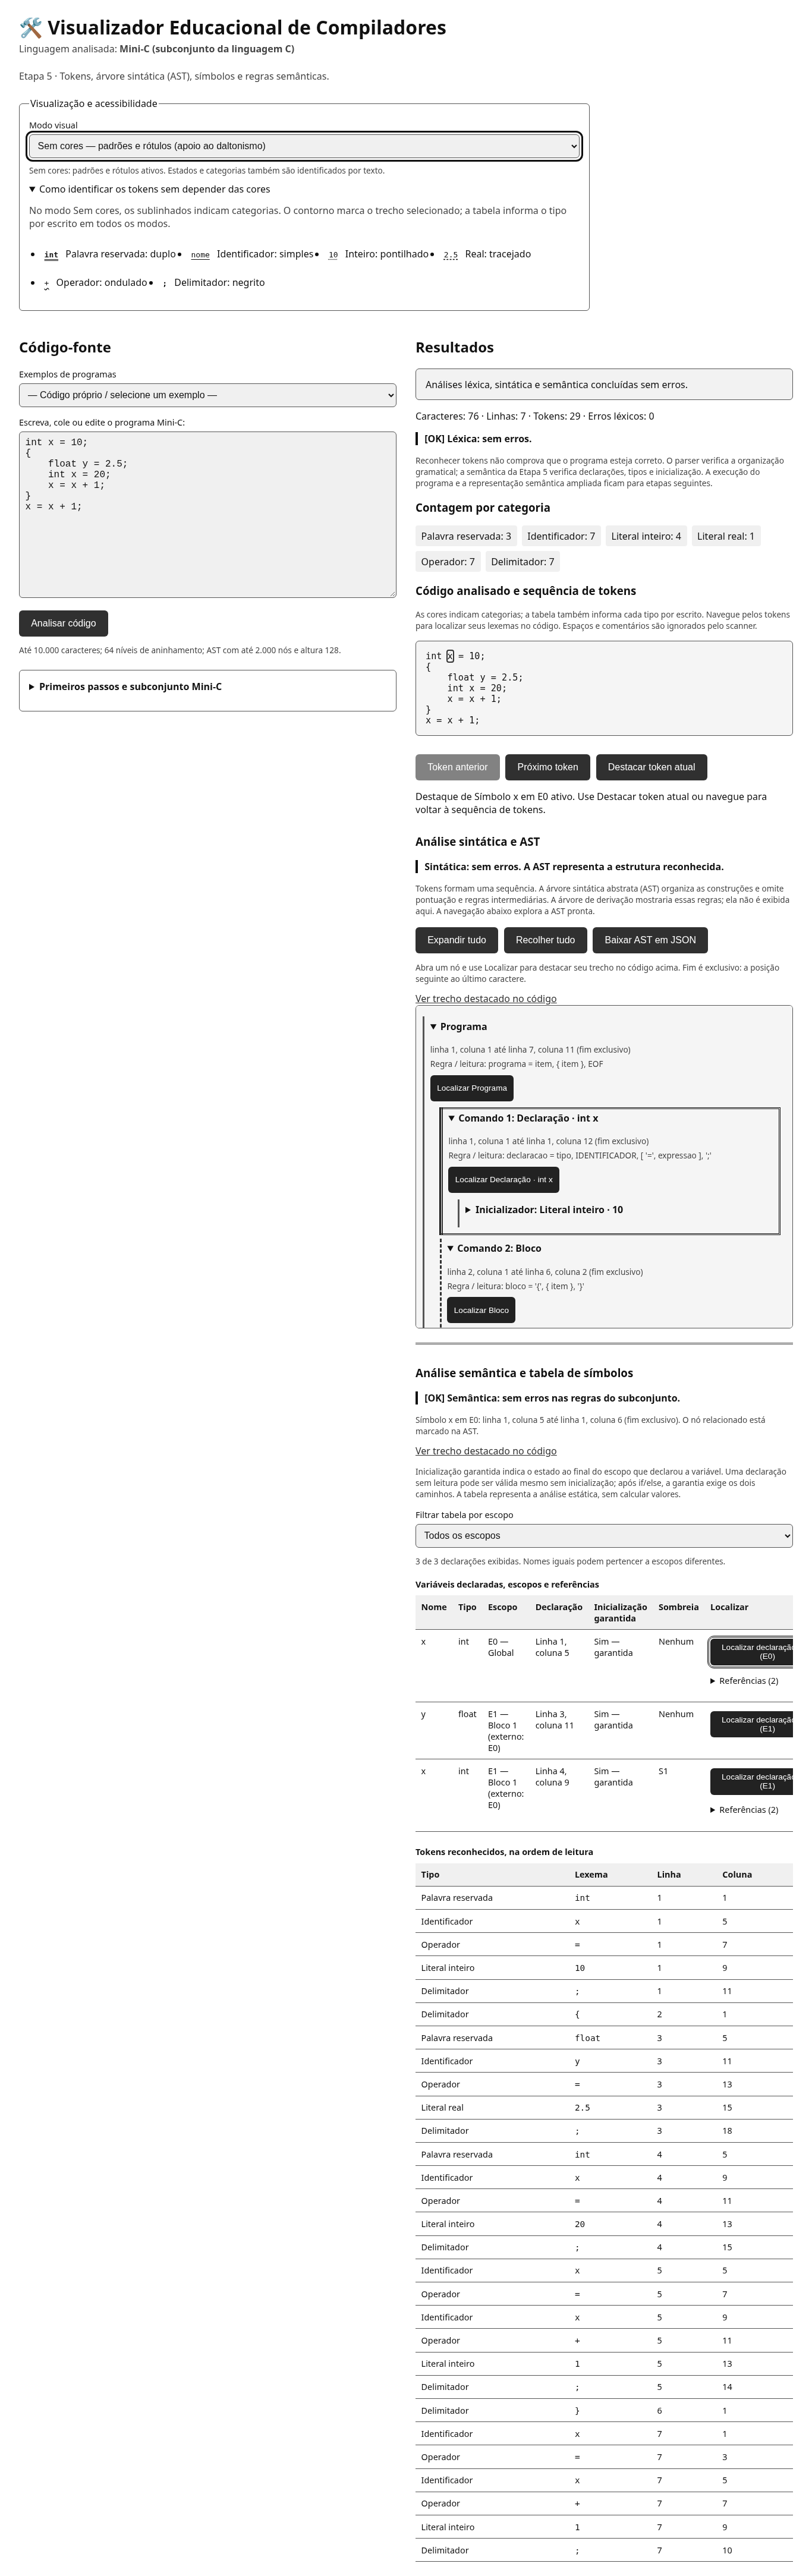 🛠️ Visualizador Educacional de Compiladores
Linguagem analisada: Mini-C (subconjunto da linguagem C)
Etapa 5 · Tokens, árvore sintática (AST), símbolos e regras semânticas.
Visualização e acessibilidade
Modo visual
Sem cores — padrões e rótulos (apoio ao daltonismo)
Sem cores: padrões e rótulos ativos. Estados e categorias também são identificados por texto.
▼ Como identificar os tokens sem depender das cores
No modo Sem cores, os sublinhados indicam categorias. O contorno marca o trecho selecionado; a tabela informa o tipo
por escrito em todos os modos.
• int Palavra reservada: duplo • nome Identificador: simples • 10 Inteiro: pontilhado • 2.5 Real: tracejado
• + Operador: ondulado • ; Delimitador: negrito
Código-fonte
Exemplos de programas
— Código próprio / selecione um exemplo —
Escreva, cole ou edite o programa Mini-C:
int x = 10;
{
    float y = 2.5;
    int x = 20;
    x = x + 1;
}
x = x + 1;
Analisar código
Até 10.000 caracteres; 64 níveis de aninhamento; AST com até 2.000 nós e altura 128.
▶ Primeiros passos e subconjunto Mini-C
Resultados
Análises léxica, sintática e semântica concluídas sem erros.
Caracteres: 76 · Linhas: 7 · Tokens: 29 · Erros léxicos: 0
[OK] Léxica: sem erros.
Reconhecer tokens não comprova que o programa esteja correto. O parser verifica a organização
gramatical; a semântica da Etapa 5 verifica declarações, tipos e inicialização. A execução do
programa e a representação semântica ampliada ficam para etapas seguintes.
Contagem por categoria
Palavra reservada: 3 Identificador: 7 Literal inteiro: 4 Literal real: 1
Operador: 7 Delimitador: 7
Código analisado e sequência de tokens
As cores indicam categorias; a tabela também informa cada tipo por escrito. Navegue pelos tokens
para localizar seus lexemas no código. Espaços e comentários são ignorados pelo scanner.
int x = 10;
{
    float y = 2.5;
    int x = 20;
    x = x + 1;
}
x = x + 1;
Token anterior Próximo token Destacar token atual
Destaque de Símbolo x em E0 ativo. Use Destacar token atual ou navegue para
voltar à sequência de tokens.
Análise sintática e AST
Sintática: sem erros. A AST representa a estrutura reconhecida.
Tokens formam uma sequência. A árvore sintática abstrata (AST) organiza as construções e omite
pontuação e regras intermediárias. A árvore de derivação mostraria essas regras; ela não é exibida
aqui. A navegação abaixo explora a AST pronta.
Expandir tudo Recolher tudo Baixar AST em JSON
Abra um nó e use Localizar para destacar seu trecho no código acima. Fim é exclusivo: a posição
seguinte ao último caractere.
Ver trecho destacado no código
▼ Programa
linha 1, coluna 1 até linha 7, coluna 11 (fim exclusivo)
Regra / leitura: programa = item, { item }, EOF
Localizar Programa
▼ Comando 1: Declaração · int x
linha 1, coluna 1 até linha 1, coluna 12 (fim exclusivo)
Regra / leitura: declaracao = tipo, IDENTIFICADOR, [ '=', expressao ], ';'
Localizar Declaração · int x
▶ Inicializador: Literal inteiro · 10
▼ Comando 2: Bloco
linha 2, coluna 1 até linha 6, coluna 2 (fim exclusivo)
Regra / leitura: bloco = '{', { item }, '}'
Localizar Bloco
Análise semântica e tabela de símbolos
[OK] Semântica: sem erros nas regras do subconjunto.
Símbolo x em E0: linha 1, coluna 5 até linha 1, coluna 6 (fim exclusivo). O nó relacionado está
marcado na AST.
Ver trecho destacado no código
Inicialização garantida indica o estado ao final do escopo que declarou a variável. Uma declaração
sem leitura pode ser válida mesmo sem inicialização; após if/else, a garantia exige os dois
caminhos. A tabela representa a análise estática, sem calcular valores.
Filtrar tabela por escopo
Todos os escopos
3 de 3 declarações exibidas. Nomes iguais podem pertencer a escopos diferentes.
Variáveis declaradas, escopos e referências
Nome Tipo Escopo Declaração Inicialização Sombreia Localizar
garantida
x int E0 — Linha 1, Sim — Nenhum Localizar
Global coluna 5 garantida (E0)
▶ Referências (2)
y float E1 — Linha 3, Sim — Nenhum Localizar
Bloco 1 coluna 11 garantida (E1)
(externo:
E0)
x int E1 — Linha 4, Sim — S1 Localizar
Bloco 1 coluna 9 garantida (E1)
(externo:
E0)
▶ Referências (2)
Tokens reconhecidos, na ordem de leitura
Tipo Lexema Linha Coluna
Palavra reservada int 1 1
Identificador x 1 5
Operador = 1 7
Literal inteiro 10 1 9
Delimitador ; 1 11
Delimitador { 2 1
Palavra reservada float 3 5
Identificador y 3 11
Operador = 3 13
Literal real 2.5 3 15
Delimitador ; 3 18
Palavra reservada int 4 5
Identificador x 4 9
Operador = 4 11
Literal inteiro 20 4 13
Delimitador ; 4 15
Identificador x 5 5
Operador = 5 7
Identificador x 5 9
Operador + 5 11
Literal inteiro 1 5 13
Delimitador ; 5 14
Delimitador } 6 1
Identificador x 7 1
Operador = 7 3
Identificador x 7 5
Operador + 7 7
Literal inteiro 1 7 9
Delimitador ; 7 10